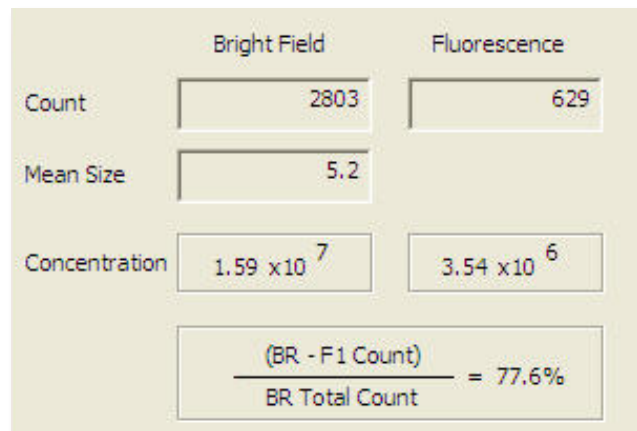 Bright Field Fluorescence
Count 2803 629
Mean Size 5.2
Concentration 1.59 x10 7 3.54 x10 6
(BR - F1 Count)
= 77.6%
BR Total Count